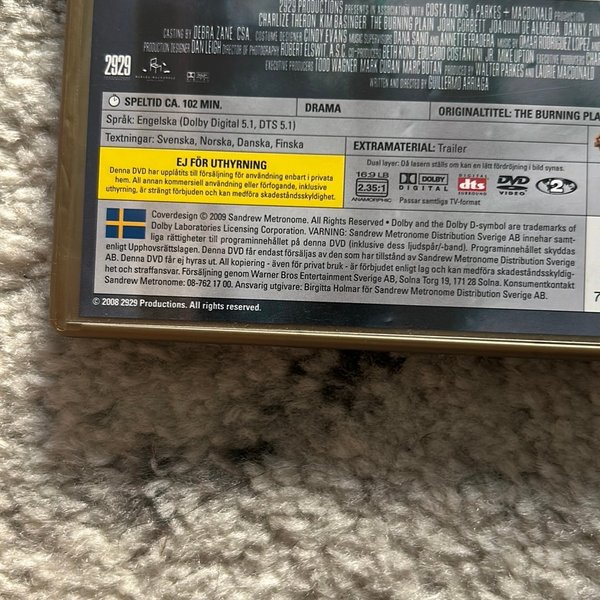 2929 PRODUCTIONS PRESENTS IN ASSOCIATION WITH COSTA FILMS & PARKES + MACDONALD PRODUCTION
CHARLIZE THERON KIM BASINGER THE BURNING PLAIN JOHN CORBETT JOAQUIM DE ALMEIDA DANNY PIN
CASTING BY DEBRA ZANE, CSA COSTUME DESIGNER CINDY EVANS MUSIC SUPERVISORS DANA SANO
PRODUCTION DESIGNER DAN LEIGH DIRECTOR OF PHOTOGRAPHY ROBERT ELSWIT A.S.C. CO-PRODUCERS BETH KONO
EXECUTIVE PRODUCERS TODD WAGNER MARK CUBAN MARC BUTAN PRODUCED BY WALTER PARKES AND LAURIE MACDONALD
WRITTEN AND DIRECTED BY GUILLERMO ARRIAGA
2929
SPELTID CA. 102 MIN.
DRAMA
ORIGINALTITEL: THE BURNING PLA
Språk: Engelska (Dolby Digital 5.1, DTS 5.1)
Textningar: Svenska, Norska, Danska, Finska
EXTRAMATERIAL: Trailer
EJ FÖR UTHYRNING
Denna DVD har upplåtits till försäljning för användning enbart i privata
hem. All annan kommersiell användning eller förfogande, inklusive
uthyrning, är strängt förbjuden och kan medföra skadeståndsskyldighet.
Dual layer: Då lasern ställs om kan en lätt fördröjning i bild synas.
16:9 LB
2.35:1
ANAMORPHIC
DOLBY
DIGITAL
DIGITAL
dts
SURROUND
DVD
VIDEO
2
Passar samtliga TV-format
Coverdesign © 2009 Sandrew Metronome. All Rights Reserved • Dolby and the Dolby D-symbol are trademarks of
Dolby Laboratories Licensing Corporation. VARNING: Sandrew Metronome Distribution Sverige AB innehar samt-
liga rättigheter till programinnehållet på denna DVD (inklusive dess ljudspår/-band). Programinnehållet skyddas
enligt Upphovsrättslagen. Denna DVD får endast försäljas av den som har tillstånd av Sandrew Metronome Distribution Sverige
AB. Denna DVD får ej hyras ut. All kopiering - även för privat bruk - är förbjudet enligt lag och kan medföra skadeståndsskyldig-
het och straffansvar. Försäljning genom Warner Bros Entertainment Sverige AB, Solna Torg 19, 171 28 Solna. Konsumentkontakt
Sandrew Metronome: 08-762 17 00. Ansvarig utgivare: Birgitta Holmar för Sandrew Metronome Distribution Sverige AB.
7
© 2008 2929 Productions. All rights reserved.